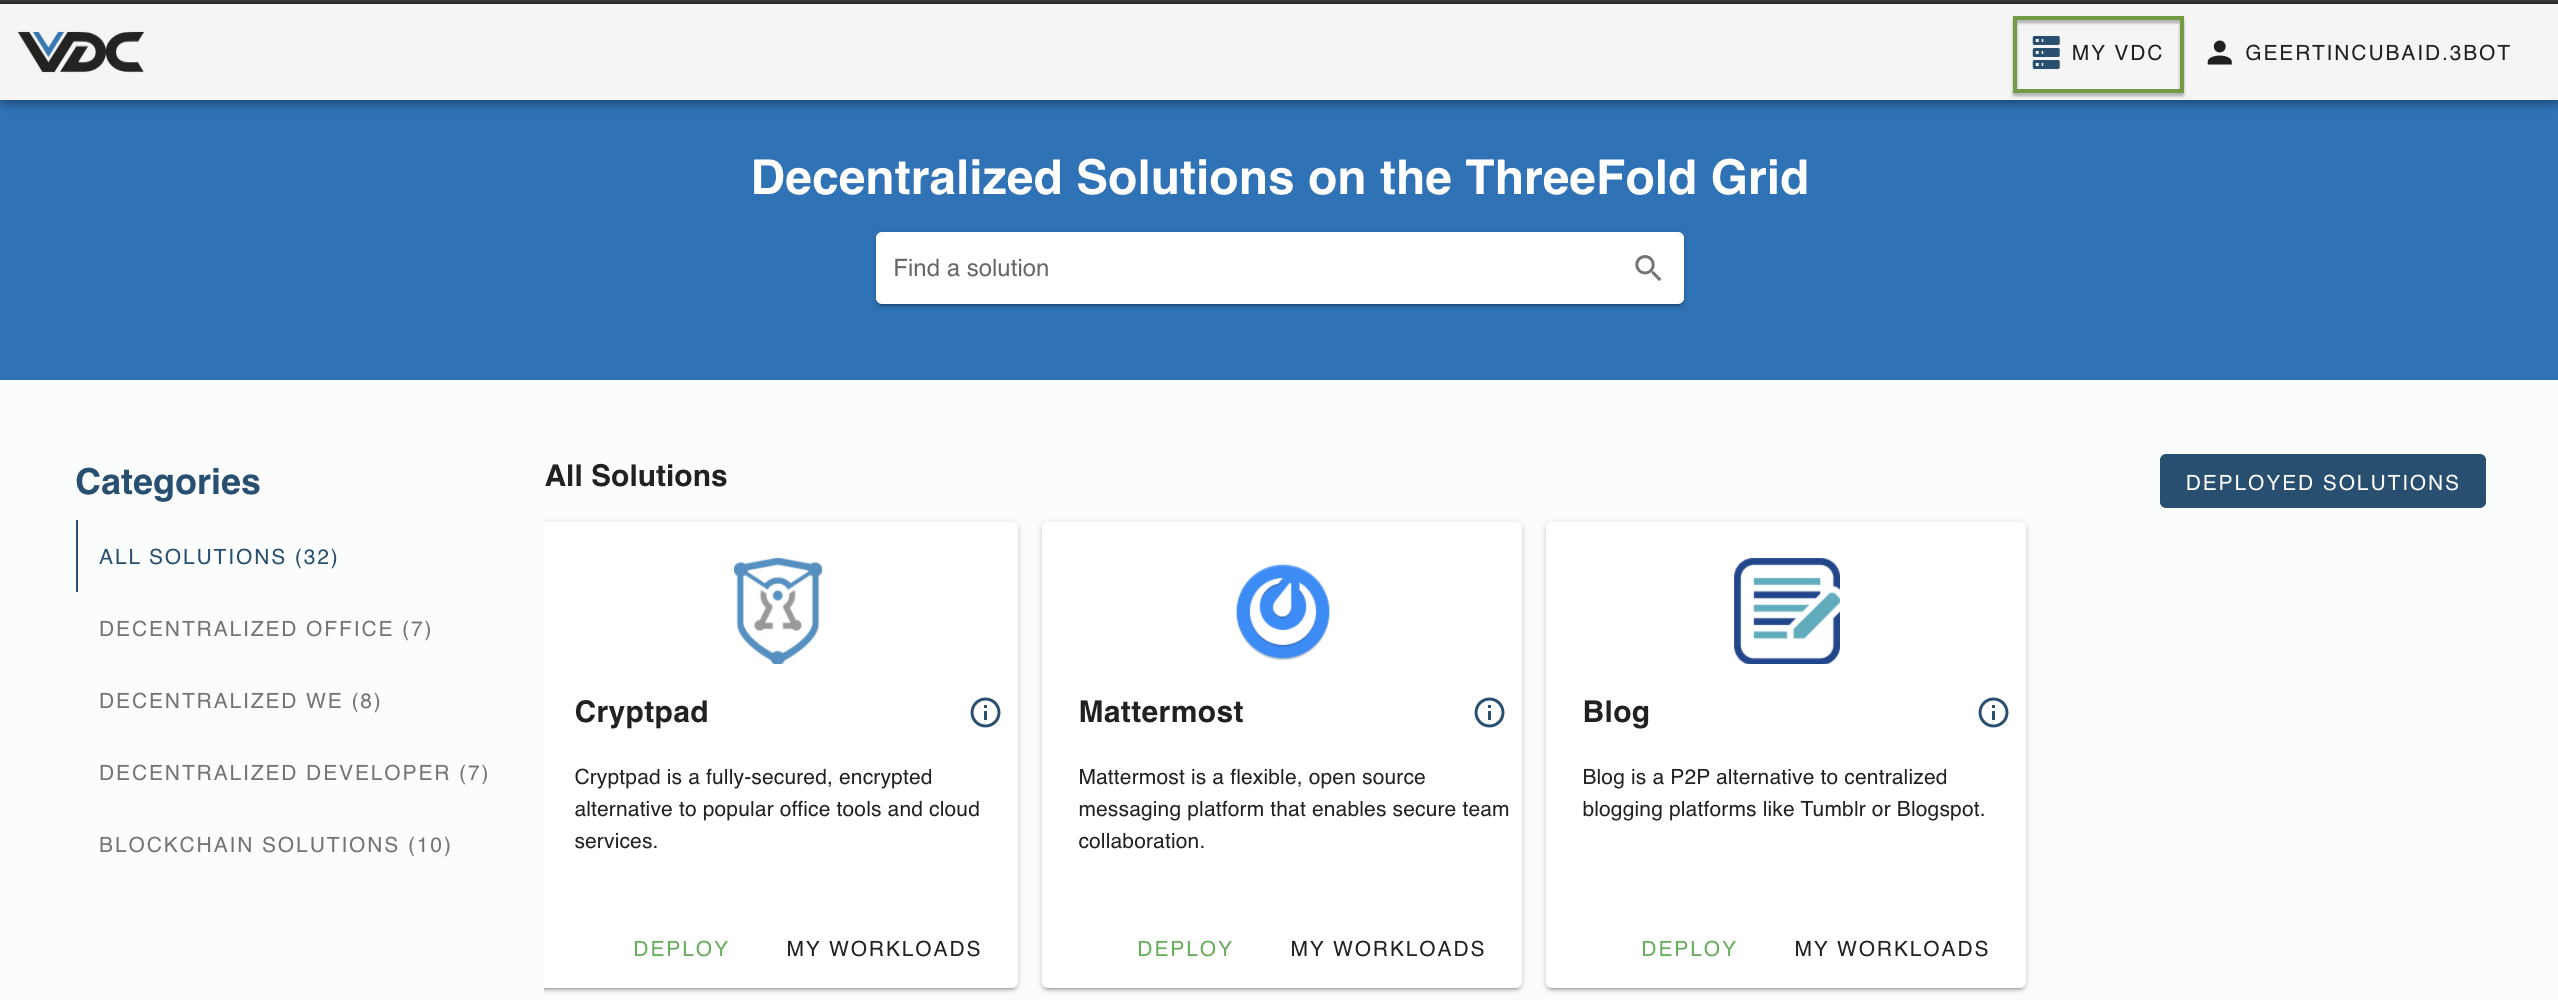 VDC
MY VDC
GEERTINCUBAID.3BOT
Decentralized Solutions on the ThreeFold Grid
Find a solution
Categories
ALL SOLUTIONS (32)
DECENTRALIZED OFFICE (7)
DECENTRALIZED WE (8)
DECENTRALIZED DEVELOPER (7)
BLOCKCHAIN SOLUTIONS (10)
All Solutions
DEPLOYED SOLUTIONS
Cryptpad
Cryptpad is a fully-secured, encrypted
alternative to popular office tools and cloud
services.
DEPLOY
MY WORKLOADS
Mattermost
Mattermost is a flexible, open source
messaging platform that enables secure team
collaboration.
DEPLOY
MY WORKLOADS
Blog
Blog is a P2P alternative to centralized
blogging platforms like Tumblr or Blogspot.
DEPLOY
MY WORKLOADS